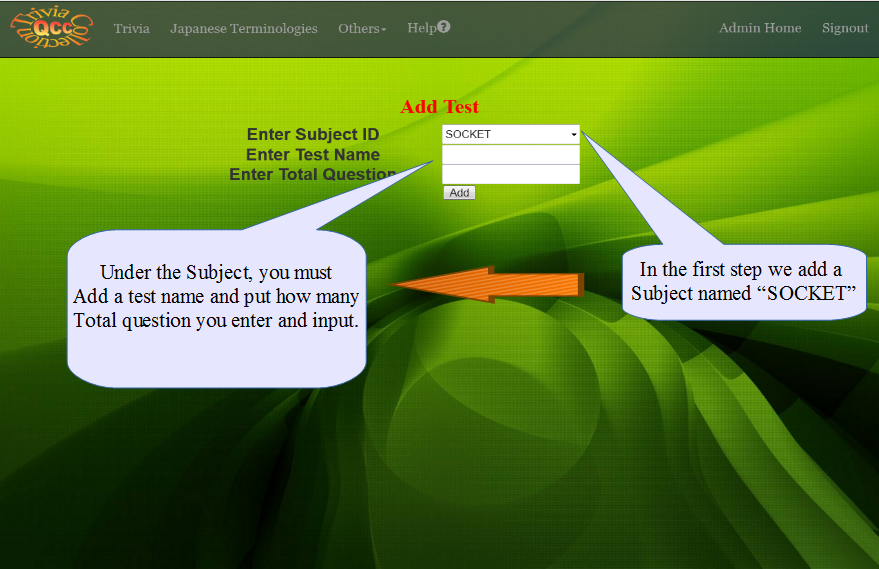 Trivia Collection
QCC
Trivia Japanese Terminologies Others Help? Admin Home Signout
Add Test
Enter Subject ID SOCKET
Enter Test Name
Enter Total Question
Add
Under the Subject, you must
Add a test name and put how many
Total question you enter and input.
In the first step we add a
Subject named “SOCKET”